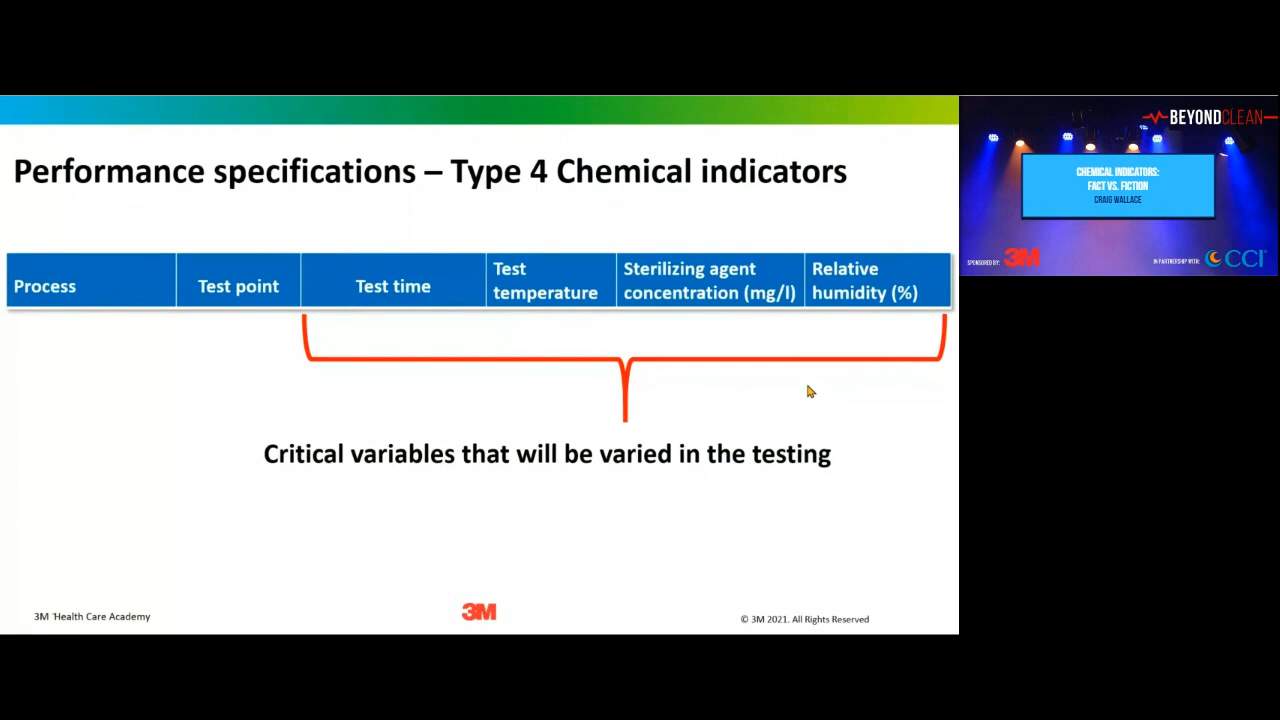 Performance specifications – Type 4 Chemical indicators
Process
Test point
Test time
Test
temperature
Sterilizing agent
concentration (mg/l)
Relative
humidity (%)
Critical variables that will be varied in the testing
3M Health Care Academy
3M
© 3M 2021. All Rights Reserved
BEYONDCLEAN
CHEMICAL INDICATORS:
FACT VS. FICTION
CRAIG WALLACE
SPONSORED BY: 3M
IN PARTNERSHIP WITH: CCI